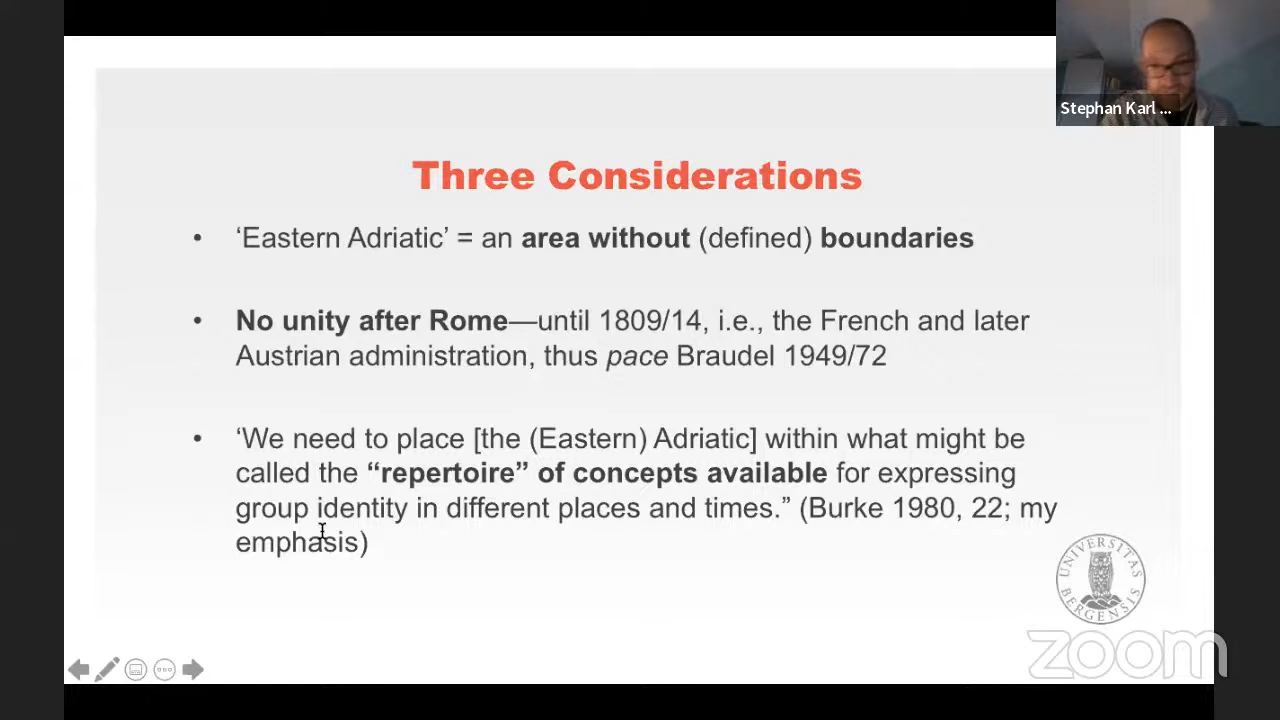 Stephan Karl ...
Three Considerations
• ‘Eastern Adriatic’ = an area without (defined) boundaries
• No unity after Rome—until 1809/14, i.e., the French and later
Austrian administration, thus pace Braudel 1949/72
• ‘We need to place [the (Eastern) Adriatic] within what might be
called the “repertoire” of concepts available for expressing
group identity in different places and times.” (Burke 1980, 22; my
emphasis)
UNIVERSITAS
BERGENSIS
zoom